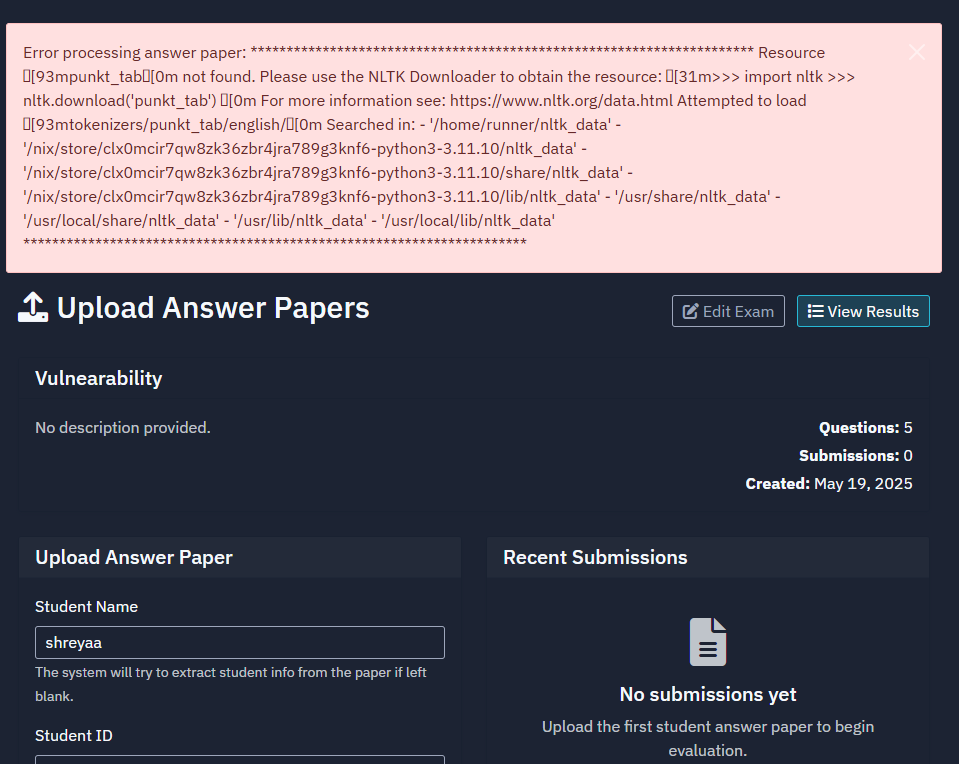 Error processing answer paper: ********************************************************************** Resource
[93mpunkt_tab[0m not found. Please use the NLTK Downloader to obtain the resource: [31m>>> import nltk >>>
nltk.download('punkt_tab') [0m For more information see: https://www.nltk.org/data.html Attempted to load
[93mtokenizers/punkt_tab/english/[0m Searched in: - '/home/runner/nltk_data' -
'/nix/store/clx0mcir7qw8zk36zbr4jra789g3knf6-python3-3.11.10/nltk_data' -
'/nix/store/clx0mcir7qw8zk36zbr4jra789g3knf6-python3-3.11.10/share/nltk_data' -
'/nix/store/clx0mcir7qw8zk36zbr4jra789g3knf6-python3-3.11.10/lib/nltk_data' - '/usr/share/nltk_data' -
'/usr/local/share/nltk_data' - '/usr/lib/nltk_data' - '/usr/local/lib/nltk_data'
**********************************************************************
Upload Answer Papers
Edit Exam
View Results
Vulnearability
No description provided.
Questions: 5
Submissions: 0
Created: May 19, 2025
Upload Answer Paper
Student Name
shreyaa
The system will try to extract student info from the paper if left
blank.
Student ID
Recent Submissions
No submissions yet
Upload the first student answer paper to begin
evaluation.